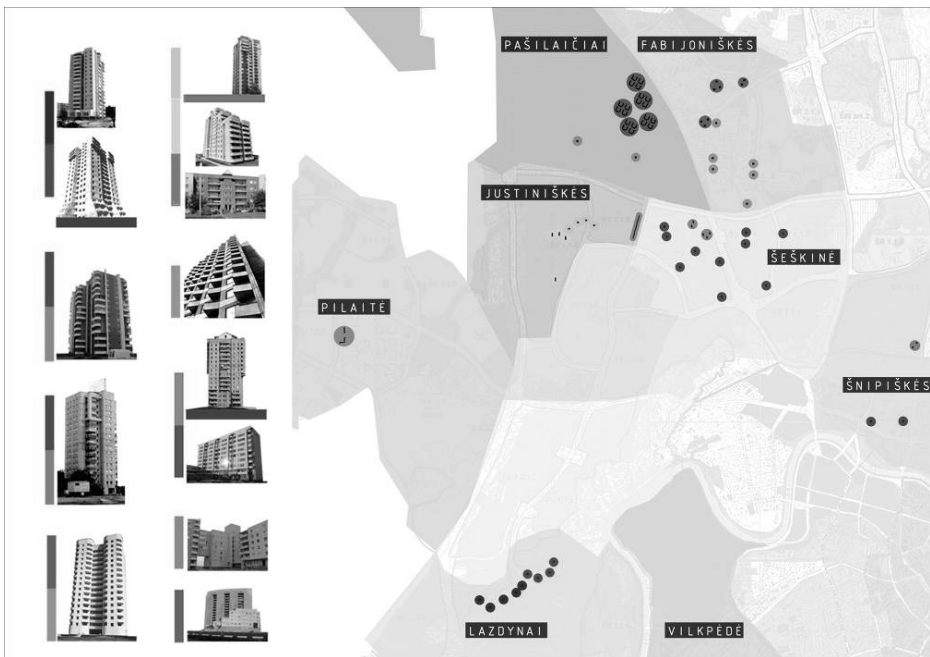 PAŠILAIČIAI
FABIJONIŠKĖS
JUSTINIŠKĖS
ŠEŠKINĖ
PILAITĖ
ŠNIPIŠKĖS
LAZDYNAI
VILKPĖDĖ